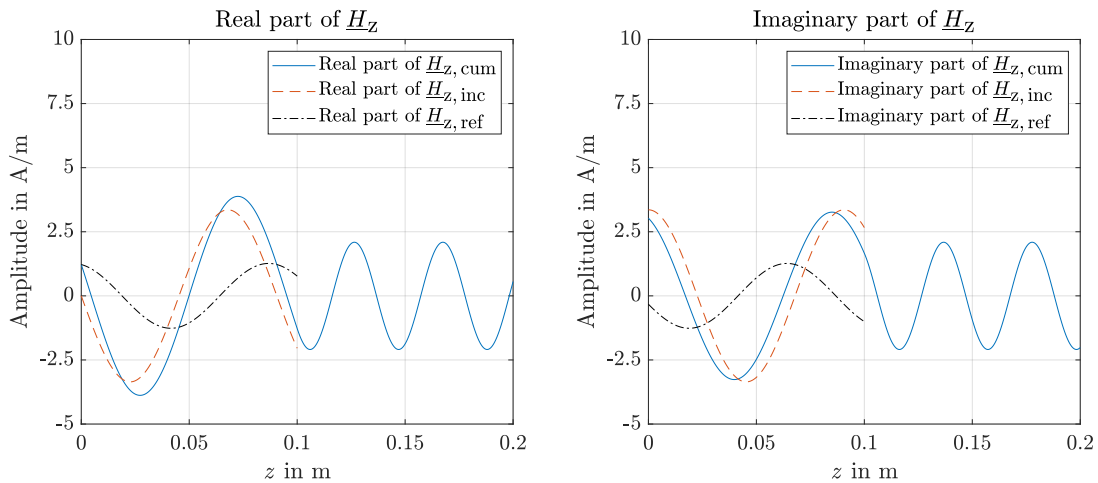 Real part of H_z
10
7.5
5
2.5
0
-2.5
-5
Amplitude in A/m
Real part of H_z, cum
Real part of H_z, inc
Real part of H_z, ref
0 0.05 0.1 0.15 0.2
z in m
Imaginary part of H_z
10
7.5
5
2.5
0
-2.5
-5
Amplitude in A/m
Imaginary part of H_z, cum
Imaginary part of H_z, inc
Imaginary part of H_z, ref
0 0.05 0.1 0.15 0.2
z in m